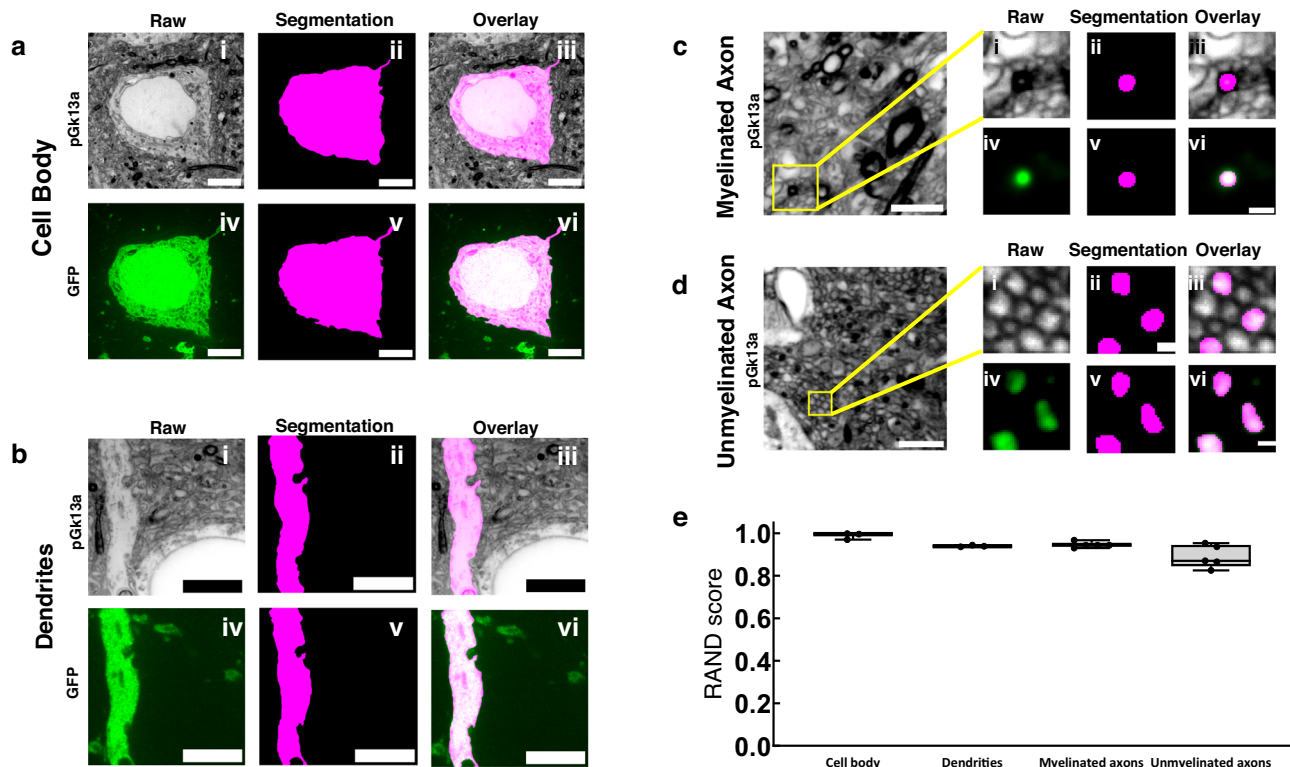 a
Raw
Segmentation
Overlay
Cell Body
pGk13a
i
ii
iii
GFP
iv
v
vi
b
Raw
Segmentation
Overlay
Dendrites
pGk13a
i
ii
iii
GFP
iv
v
vi
c
Raw
Segmentation
Overlay
Myelinated Axon
pGk13a
i
ii
iii
iv
v
vi
d
Raw
Segmentation
Overlay
Unmyelinated Axon
pGk13a
i
ii
iii
iv
v
vi
e
RAND score
1.0
0.8
0.6
0.4
0.2
0.0
Cell body
Dendrities
Myelinated axons
Unmyelinated axons